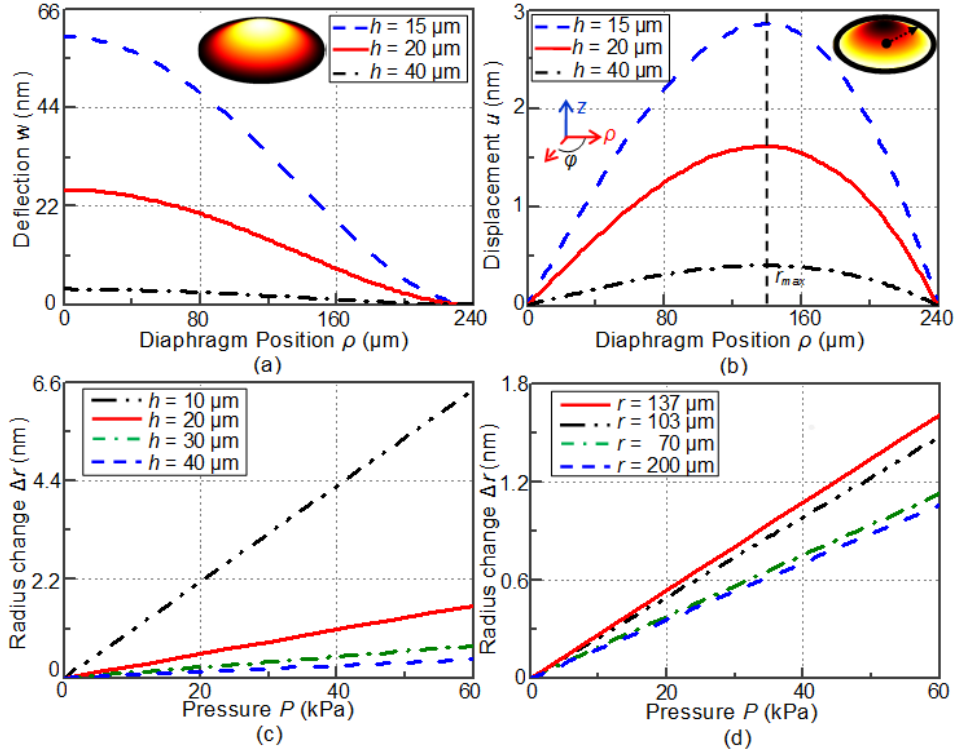 66
44
22
0
Deflection w (nm)
h = 15 µm
h = 20 µm
h = 40 µm
0 80 160 240
Diaphragm Position ρ (µm)
(a)
3
2
1
0
Displacement u (nm)
h = 15 µm
h = 20 µm
h = 40 µm
z
ρ
φ
r max
0 80 160 240
Diaphragm Position ρ (µm)
(b)
6.6
4.4
2.2
0
Radius change Δr (nm)
h = 10 µm
h = 20 µm
h = 30 µm
h = 40 µm
0 20 40 60
Pressure P (kPa)
(c)
1.8
1.2
0.6
0
Radius change Δr (nm)
r = 137 µm
r = 103 µm
r = 70 µm
r = 200 µm
0 20 40 60
Pressure P (kPa)
(d)